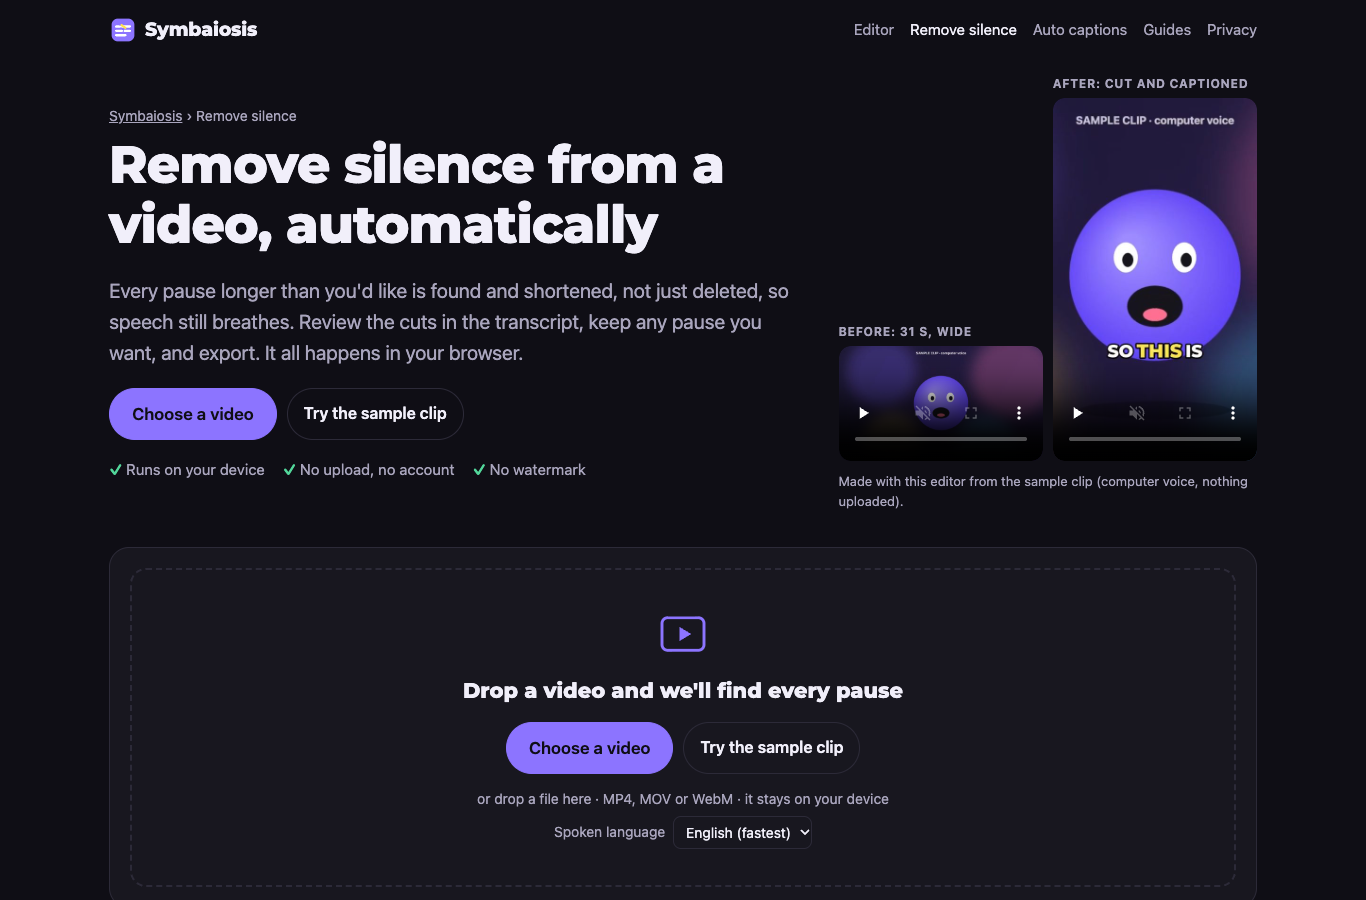 Symbaiosis
Editor
Remove silence
Auto captions
Guides
Privacy
Symbaiosis › Remove silence
Remove silence from a
video, automatically
Every pause longer than you'd like is found and shortened, not just deleted, so
speech still breathes. Review the cuts in the transcript, keep any pause you
want, and export. It all happens in your browser.
Choose a video
Try the sample clip
Runs on your device
No upload, no account
No watermark
BEFORE: 31 S, WIDE
SAMPLE CLIP · computer voice
AFTER: CUT AND CAPTIONED
SAMPLE CLIP · computer voice
SO THIS IS
Made with this editor from the sample clip (computer voice, nothing
uploaded).
Drop a video and we'll find every pause
Choose a video
Try the sample clip
or drop a file here · MP4, MOV or WebM · it stays on your device
Spoken language
English (fastest)